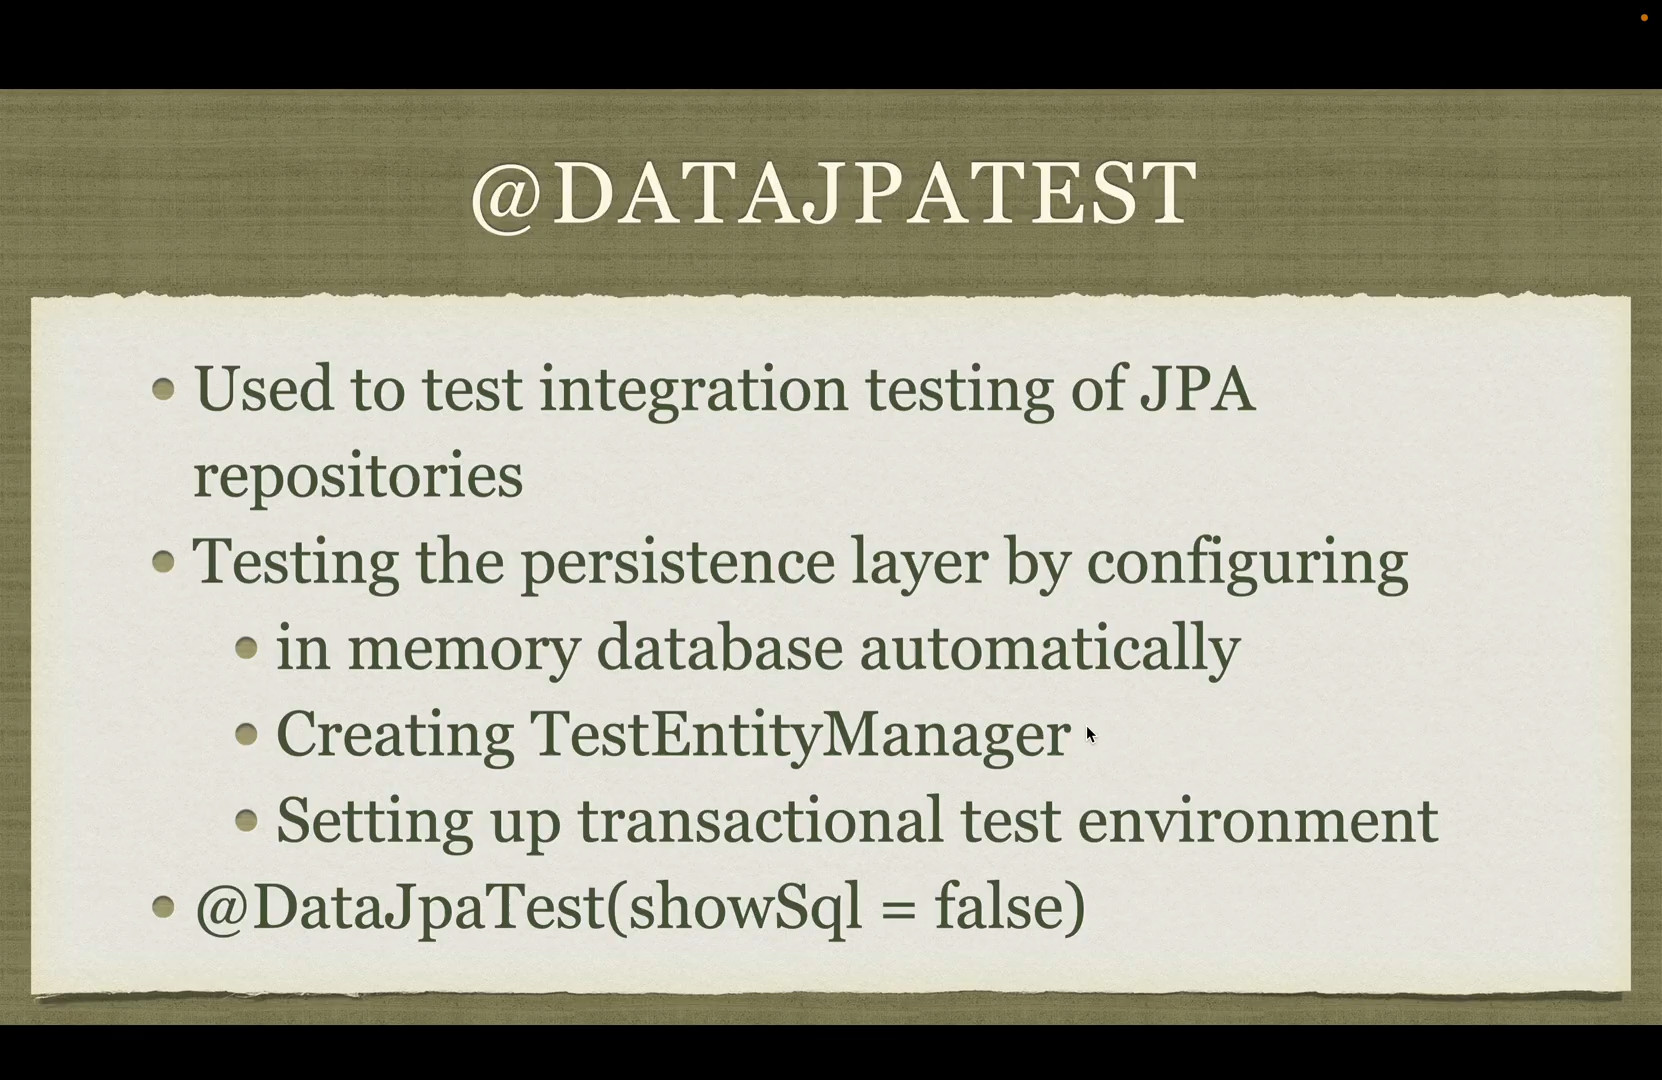 @DATAJPATEST
Used to test integration testing of JPA
repositories
Testing the persistence layer by configuring
in memory database automatically
Creating TestEntityManager
Setting up transactional test environment
@DataJpaTest(showSql = false)